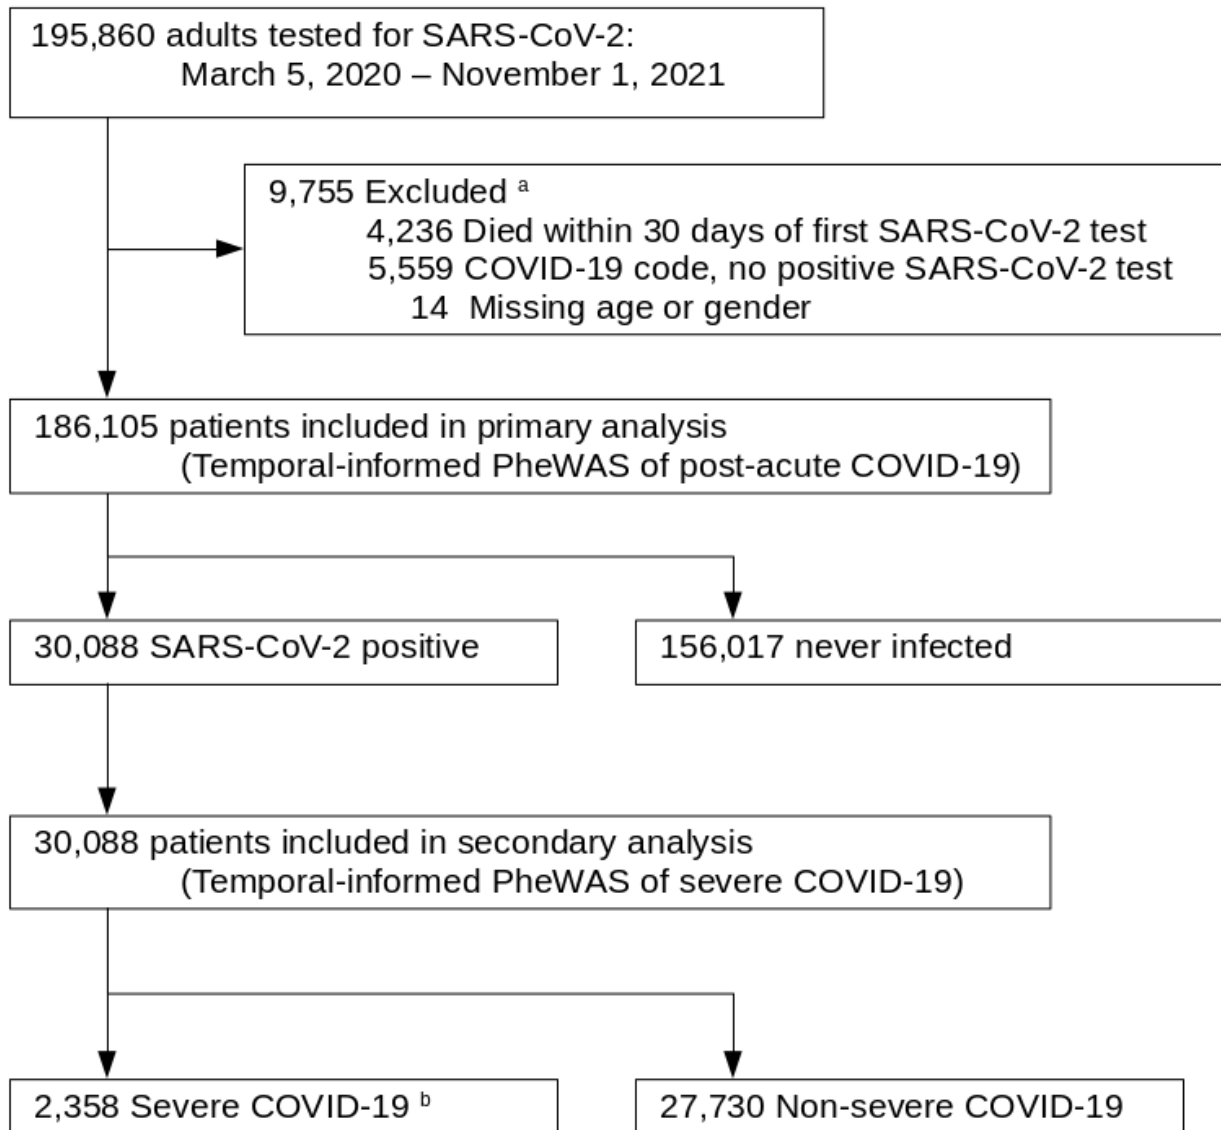 195,860 adults tested for SARS-CoV-2:
March 5, 2020 – November 1, 2021
9,755 Excluded a
4,236 Died within 30 days of first SARS-CoV-2 test
5,559 COVID-19 code, no positive SARS-CoV-2 test
14 Missing age or gender
186,105 patients included in primary analysis
(Temporal-informed PheWAS of post-acute COVID-19)
30,088 SARS-CoV-2 positive
156,017 never infected
30,088 patients included in secondary analysis
(Temporal-informed PheWAS of severe COVID-19)
2,358 Severe COVID-19 b
27,730 Non-severe COVID-19